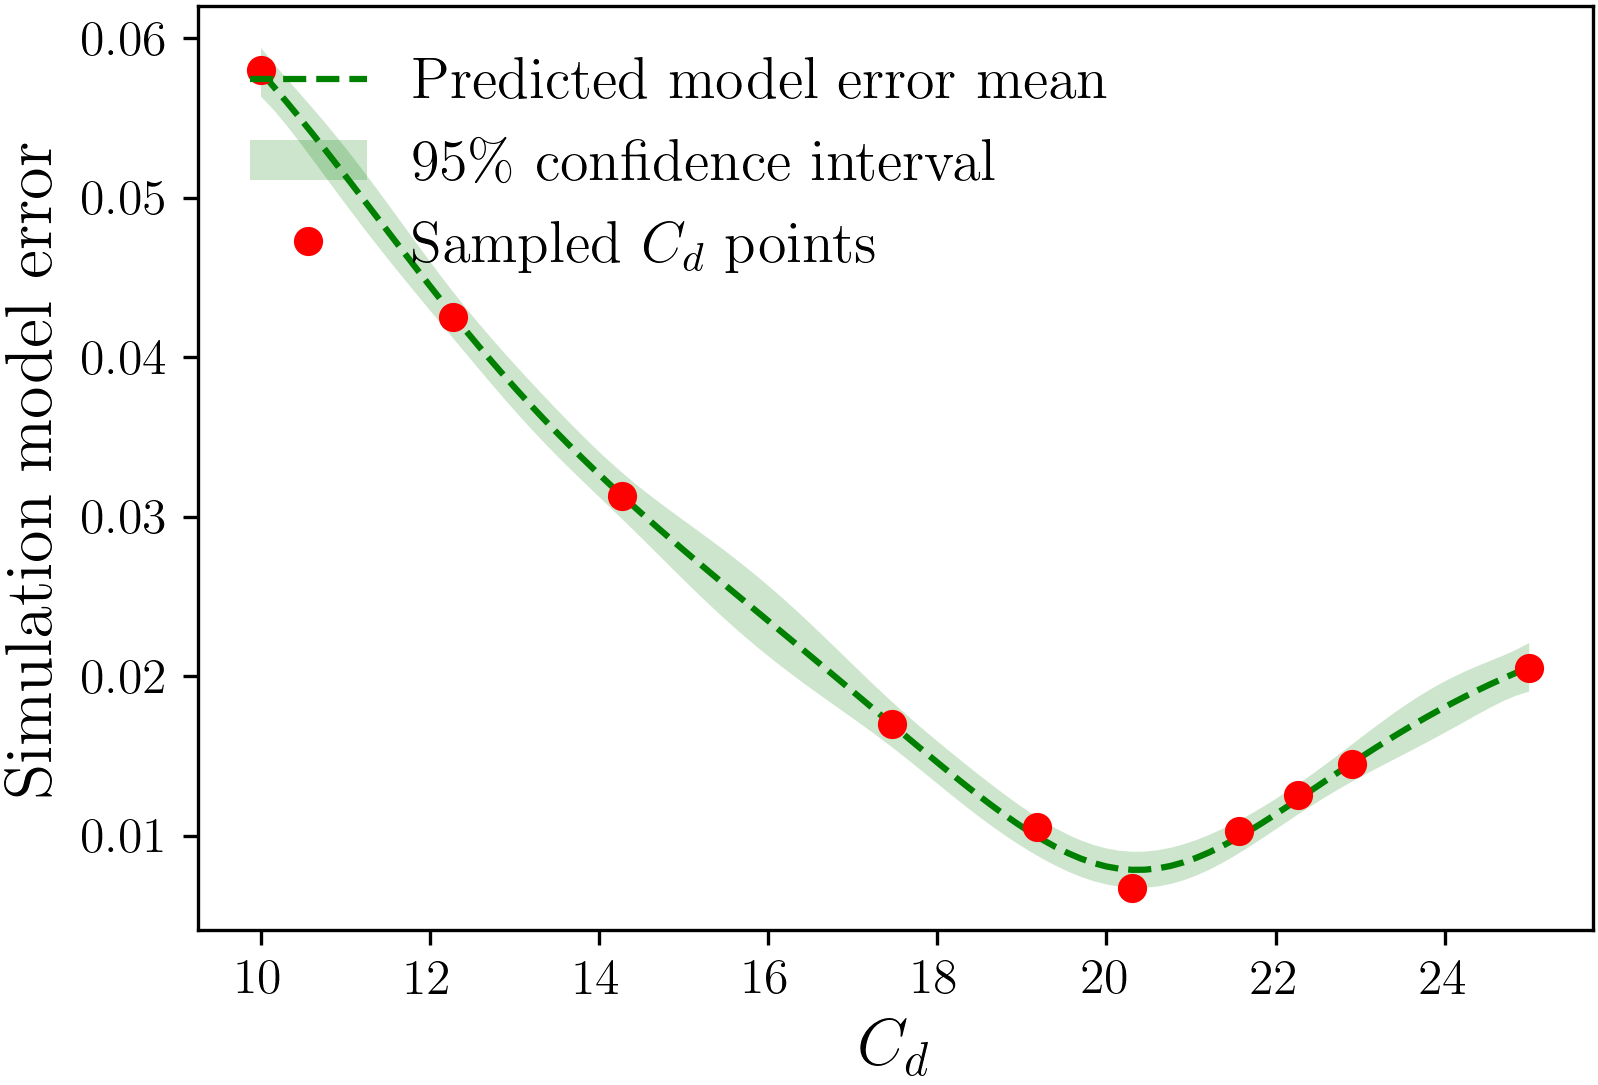 0.06
0.05
0.04
0.03
0.02
0.01
Simulation model error
Predicted model error mean
95% confidence interval
Sampled C_d points
10 12 14 16 18 20 22 24
C_d